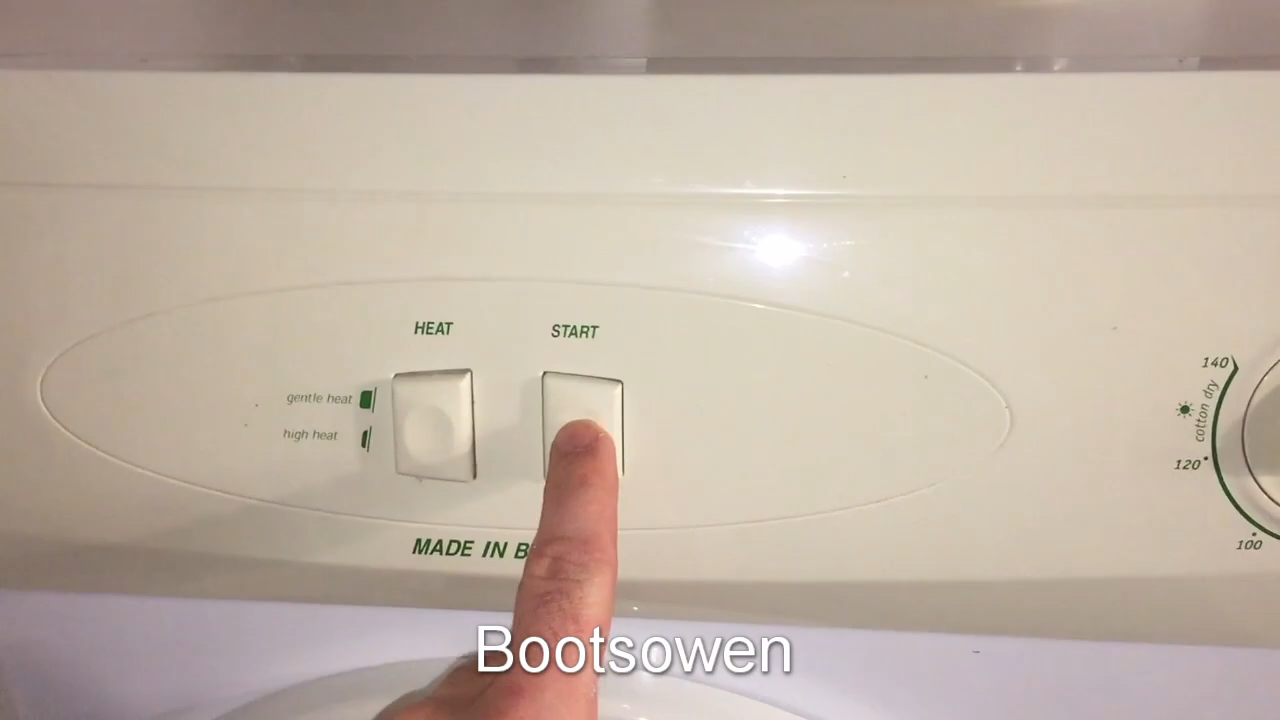 HEAT
START
gentle heat
high heat
MADE IN
140
cotton dry
120
100
Bootsowen